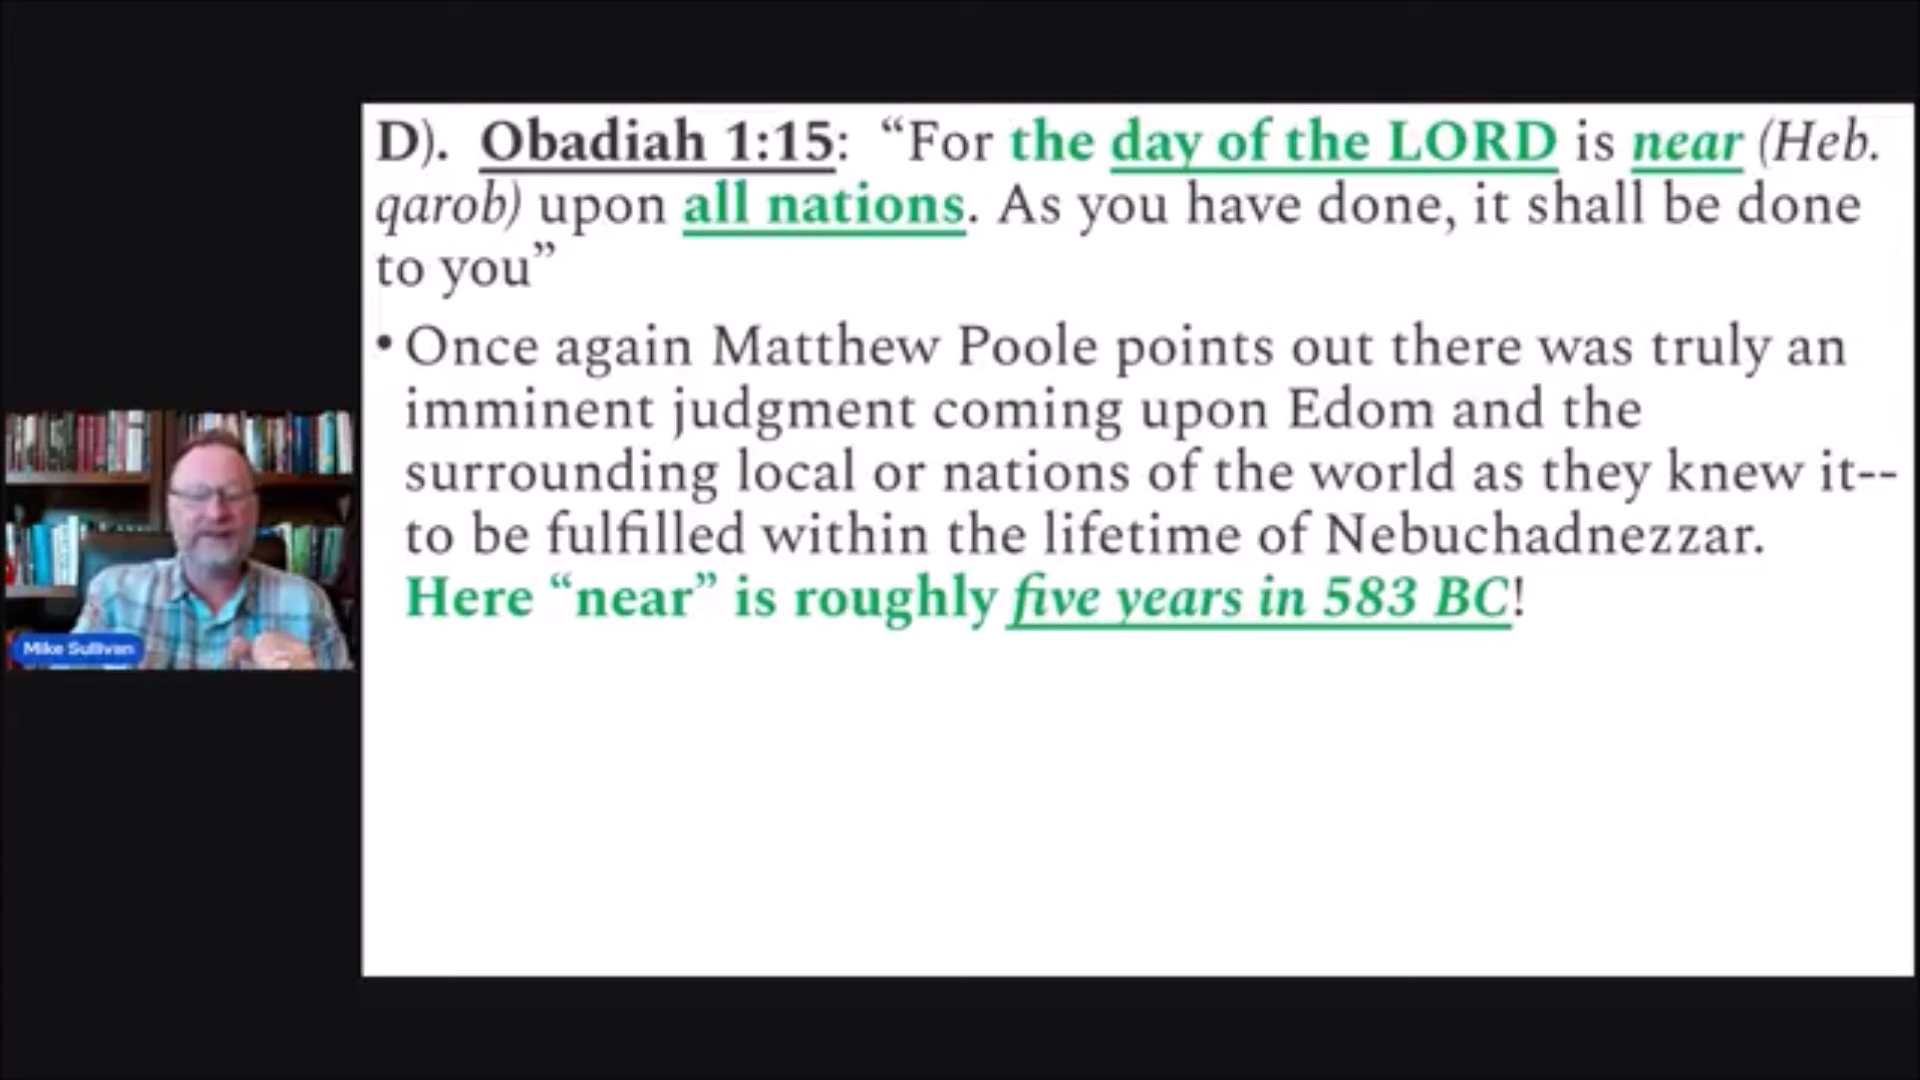 D). Obadiah 1:15: “For the day of the LORD is near (Heb.
qarob) upon all nations. As you have done, it shall be done
to you”
• Once again Matthew Poole points out there was truly an
imminent judgment coming upon Edom and the
surrounding local or nations of the world as they knew it--
to be fulfilled within the lifetime of Nebuchadnezzar.
Here “near” is roughly five years in 583 BC!
Mike Sullivan